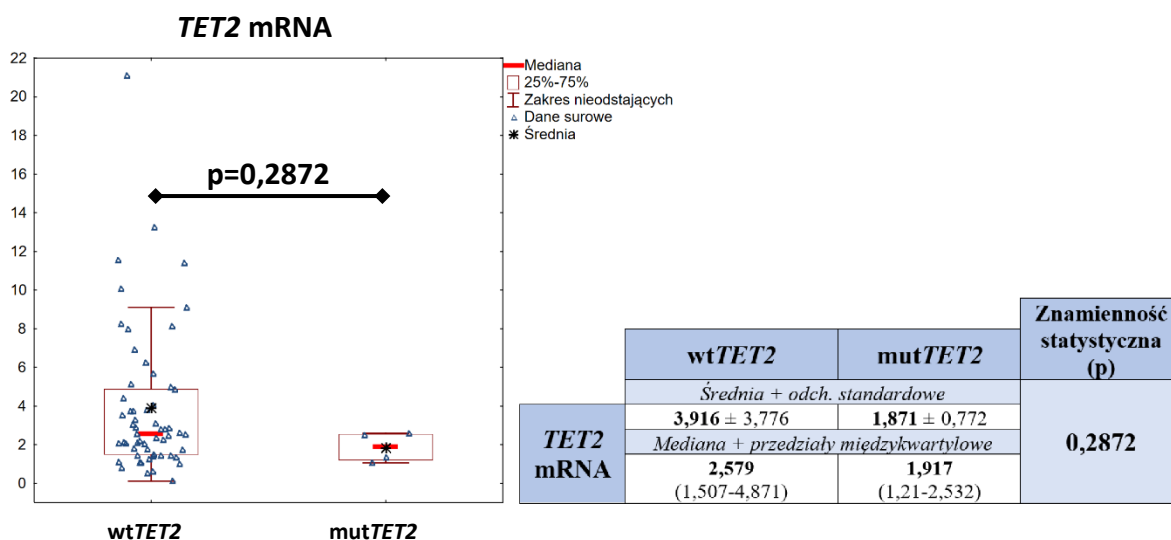 TET2 mRNA
22
20
18
16
14
12
10
8
6
4
2
0
p=0,2872
wtTET2
mutTET2
Mediana
25%-75%
Zakres nieodstających
Dane surowe
Średnia
wtTET2
mutTET2
Znamienność
statystyczna
(p)
TET2
mRNA
Średnia + odch. standardowe
3,916 ± 3,776
1,871 ± 0,772
Mediana + przedziały międzykwartylowe
2,579
(1,507-4,871)
1,917
(1,21-2,532)
0,2872